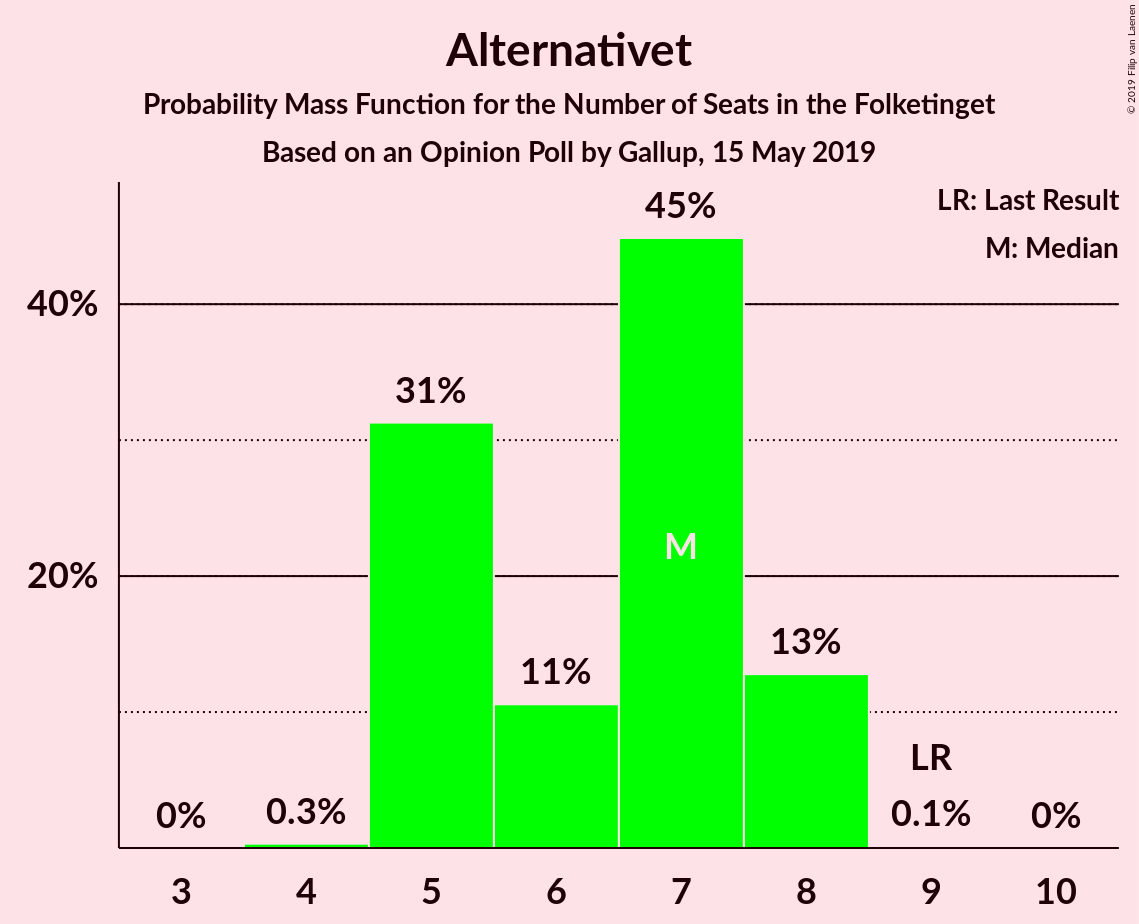 Alternativet
Probability Mass Function for the Number of Seats in the Folketinget
Based on an Opinion Poll by Gallup, 15 May 2019
© 2019 Filip van Laenen
LR: Last Result
M: Median
45%
40%
31%
M
20%
13%
11%
LR
0% 0.3% 0.1% 0%
3 4 5 6 7 8 9 10